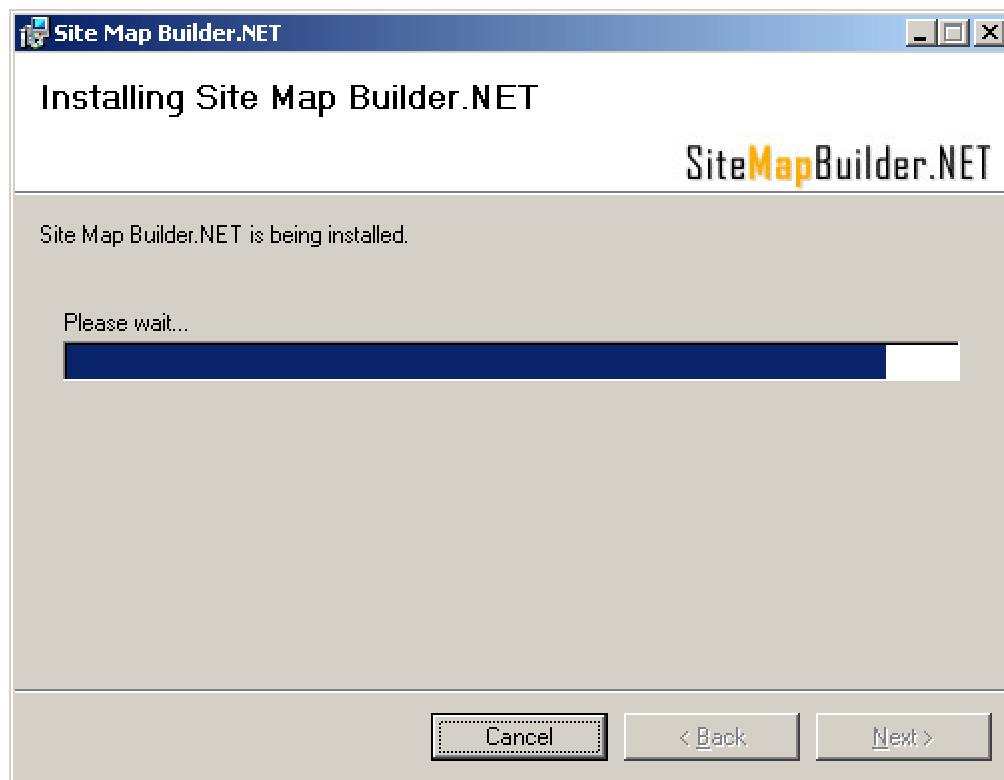 Site Map Builder.NET
Installing Site Map Builder.NET
SiteMapBuilder.NET
Site Map Builder.NET is being installed.
Please wait...
Cancel
< Back
Next >